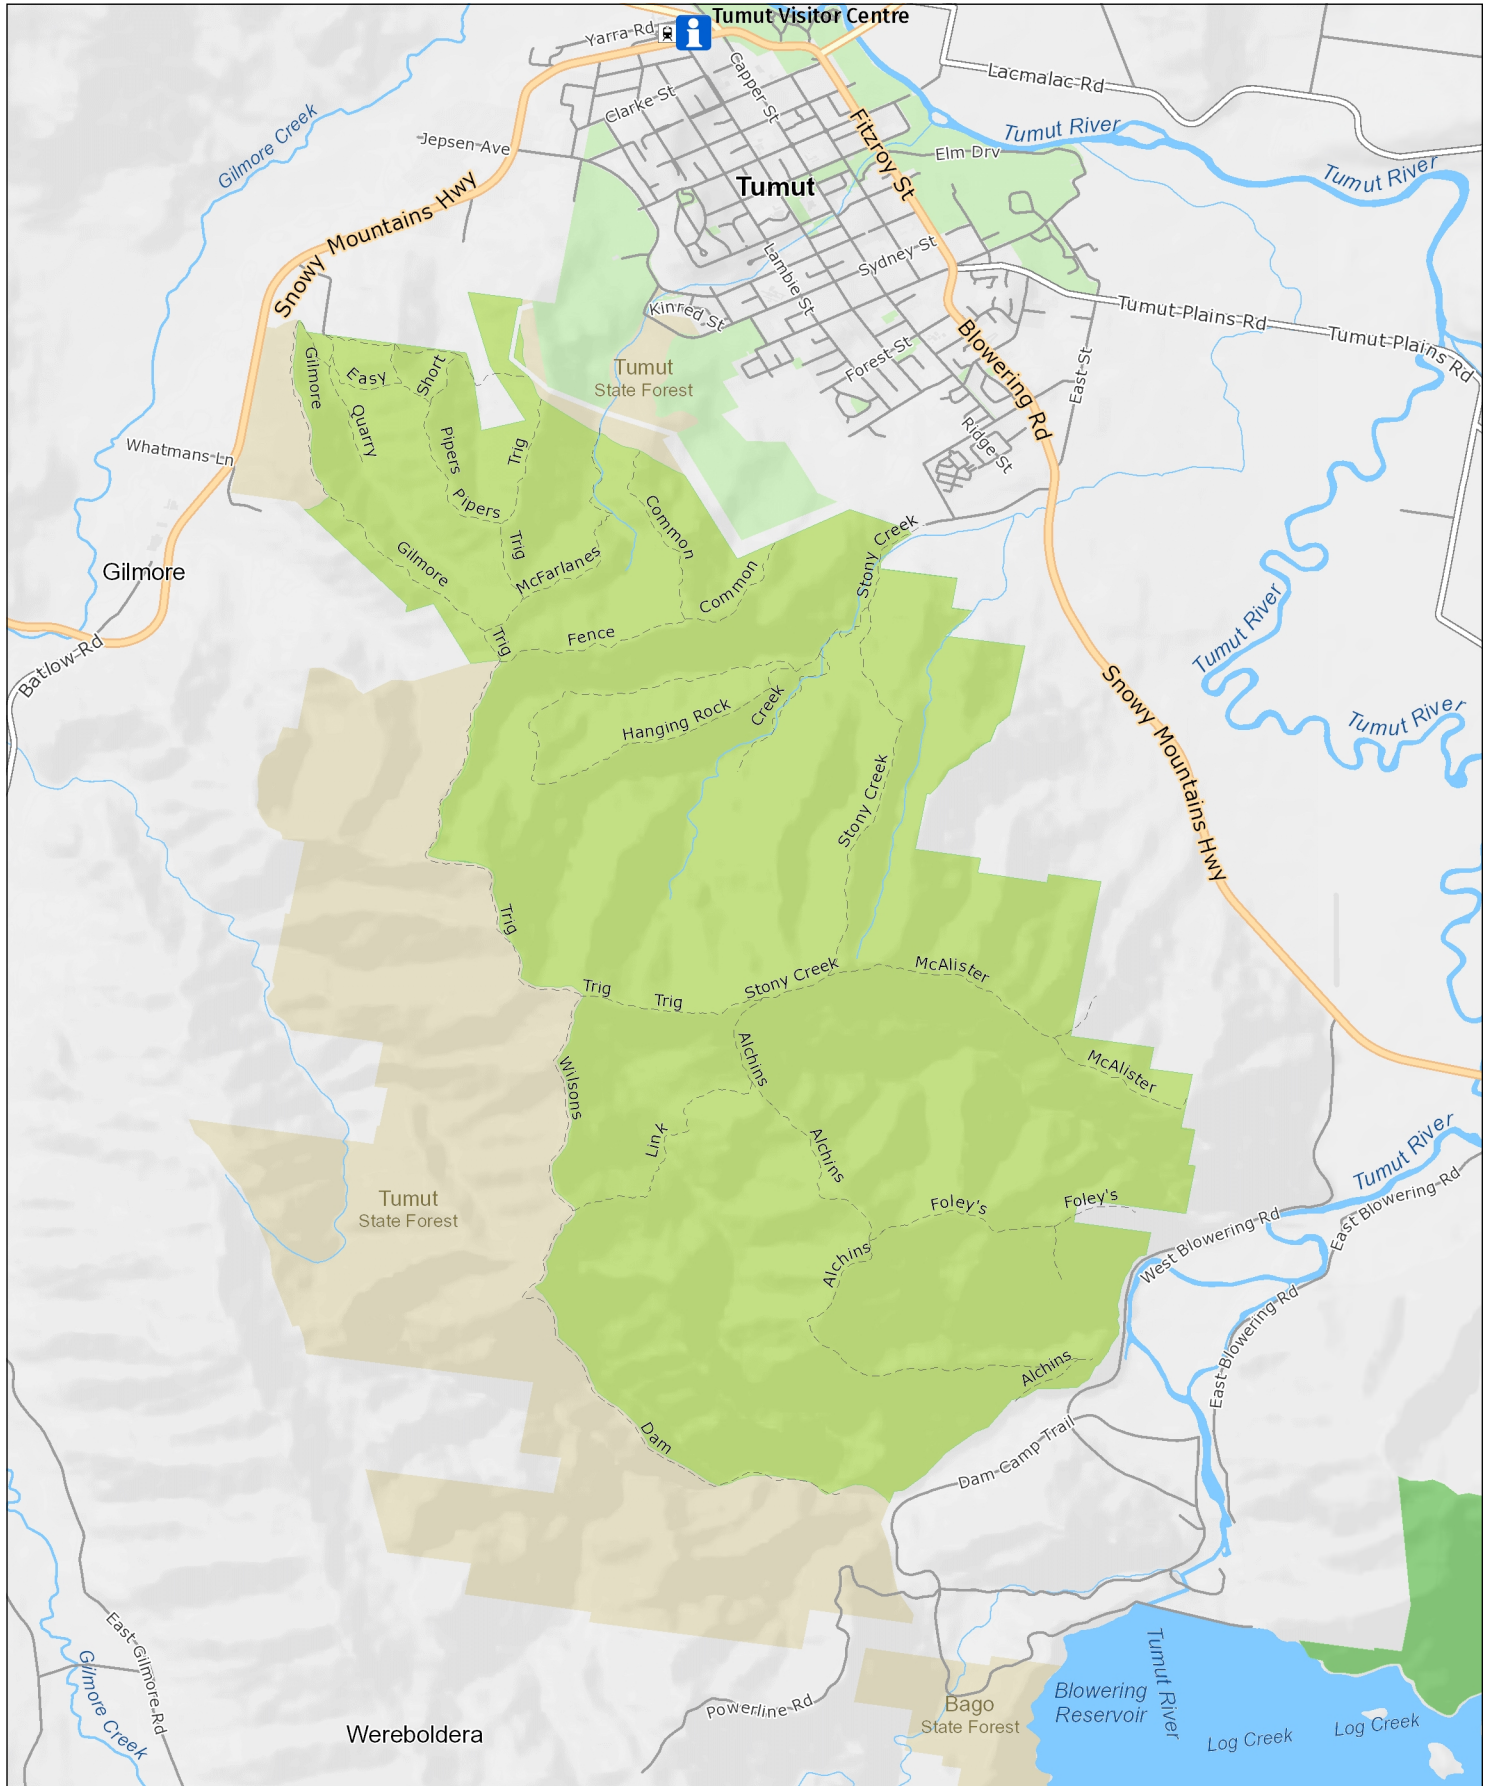 Tumut Visitor Centre
Yarra Rd
Capper St
Lacmalac Rd
Clarke St
Gilmore Creek
Jepsen Ave
Fitzroy St
Tumut River
Elm Drv
Tumut River
Tumut
Snowy Mountains Hwy
Sydney St
Lambie St
Kinred St
Tumut Plains Rd
Tumut Plains Rd
Blowering Rd
Forest St
East St
Gilmore
Easy
Short
Tumut
State Forest
Quarry
Pipers
Trig
Whatmans Ln
Ridge St
Pipers
Common
Stony Creek
Trig
Gilmore
McFarlanes
Common
Gilmore
Tumut River
Batlow Rd
Trig
Fence
Snowy Mountains Hwy
Hanging Rock
Creek
Tumut River
Stony Creek
Trig
McAlister
Stony Creek
Trig
Trig
Alchins
McAlister
Wilsons
Link
Alchins
Tumut River
Tumut
State Forest
Foley's
Foley's
East Blowering Rd
West Blowering Rd
Alchins
East Blowering Rd
Alchins
Dam
Dam Camp Trail
East Gilmore Rd
Gilmore Creek
Tumut River
Blowering
Reservoir
Bago
State Forest
Powerline Rd
Log Creek
Log Creek
Wereboldera